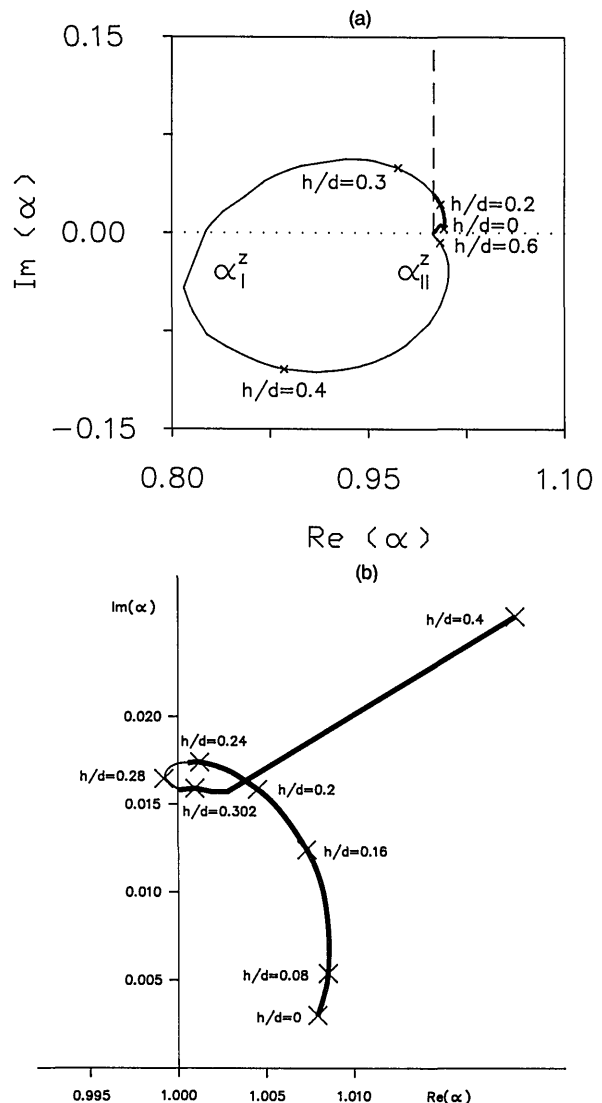 (a)
0.15
h/d=0.3
h/d=0.2
h/d=0
0.00
h/d=0.6
Im (α)
α_I^z
α_II^z
h/d=0.4
-0.15
0.80
0.95
1.10
Re (α)
(b)
Im(α)
h/d=0.4
0.020
h/d=0.24
h/d=0.28
h/d=0.2
0.015
h/d=0.302
h/d=0.16
0.010
0.005
h/d=0.08
h/d=0
0.995
1.000
1.005
1.010
Re(α)